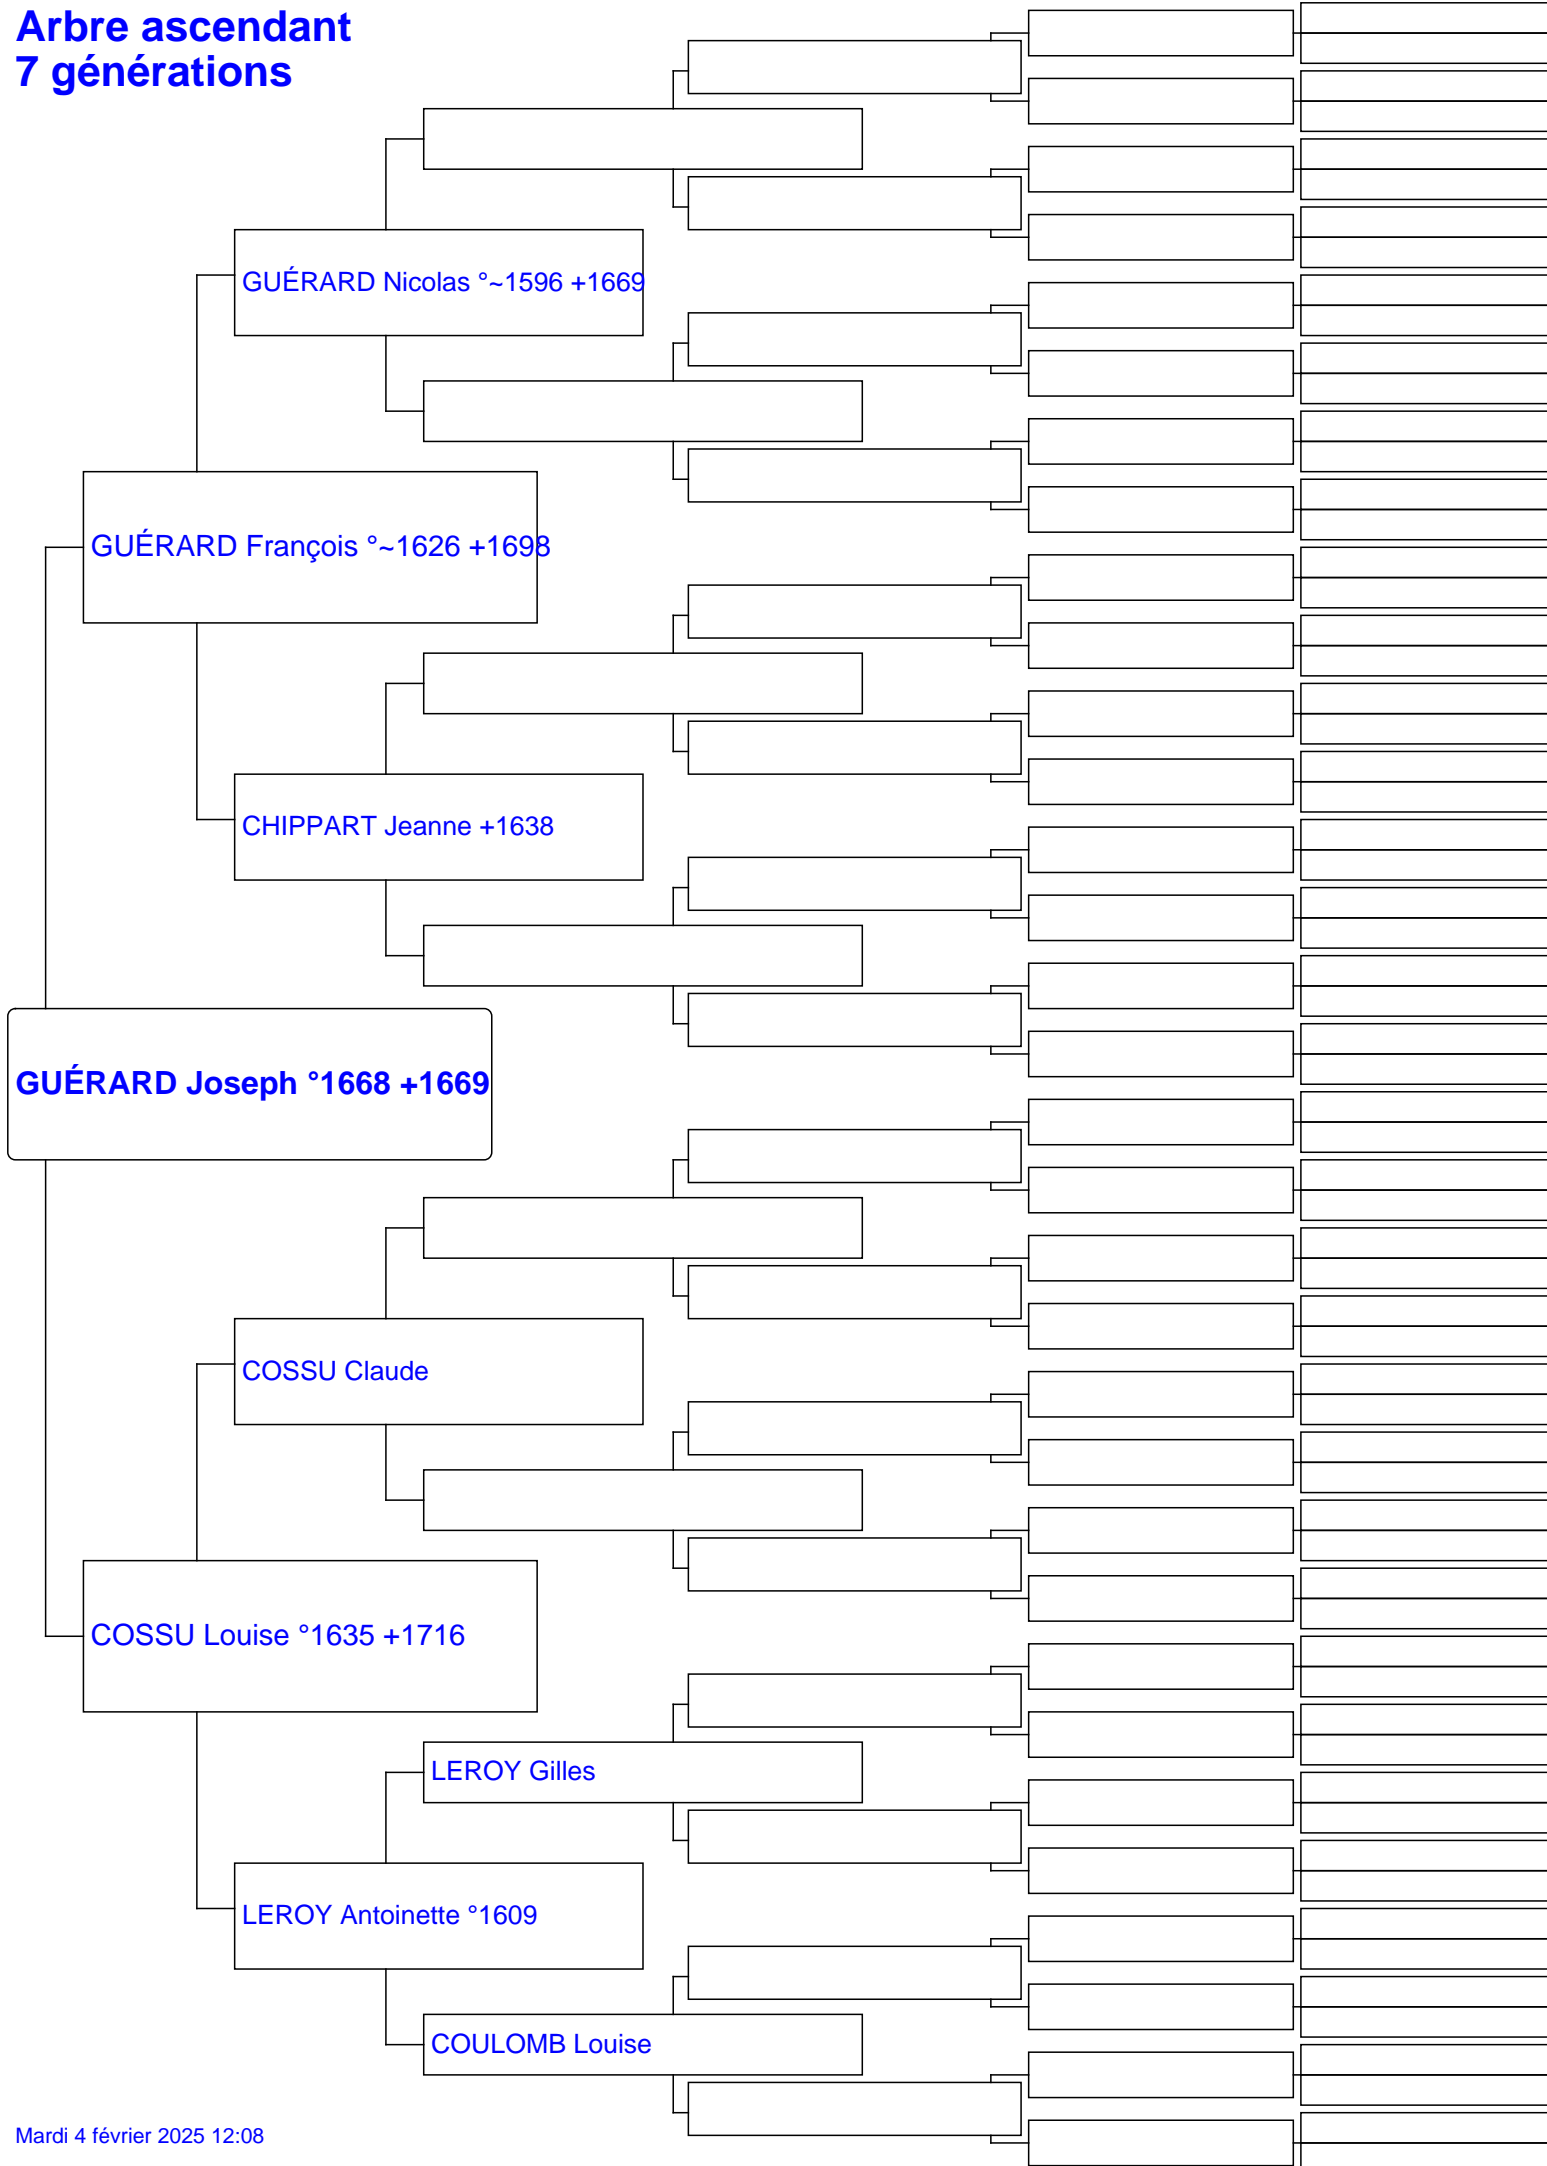 Arbre ascendant
7 générations
GUÉRARD Nicolas °~1596 +1669
GUÉRARD François °~1626 +1698
CHIPPART Jeanne +1638
GUÉRARD Joseph °1668 +1669
COSSU Claude
COSSU Louise °1635 +1716
LEROY Gilles
LEROY Antoinette °1609
COULOMB Louise
Mardi 4 février 2025 12:08